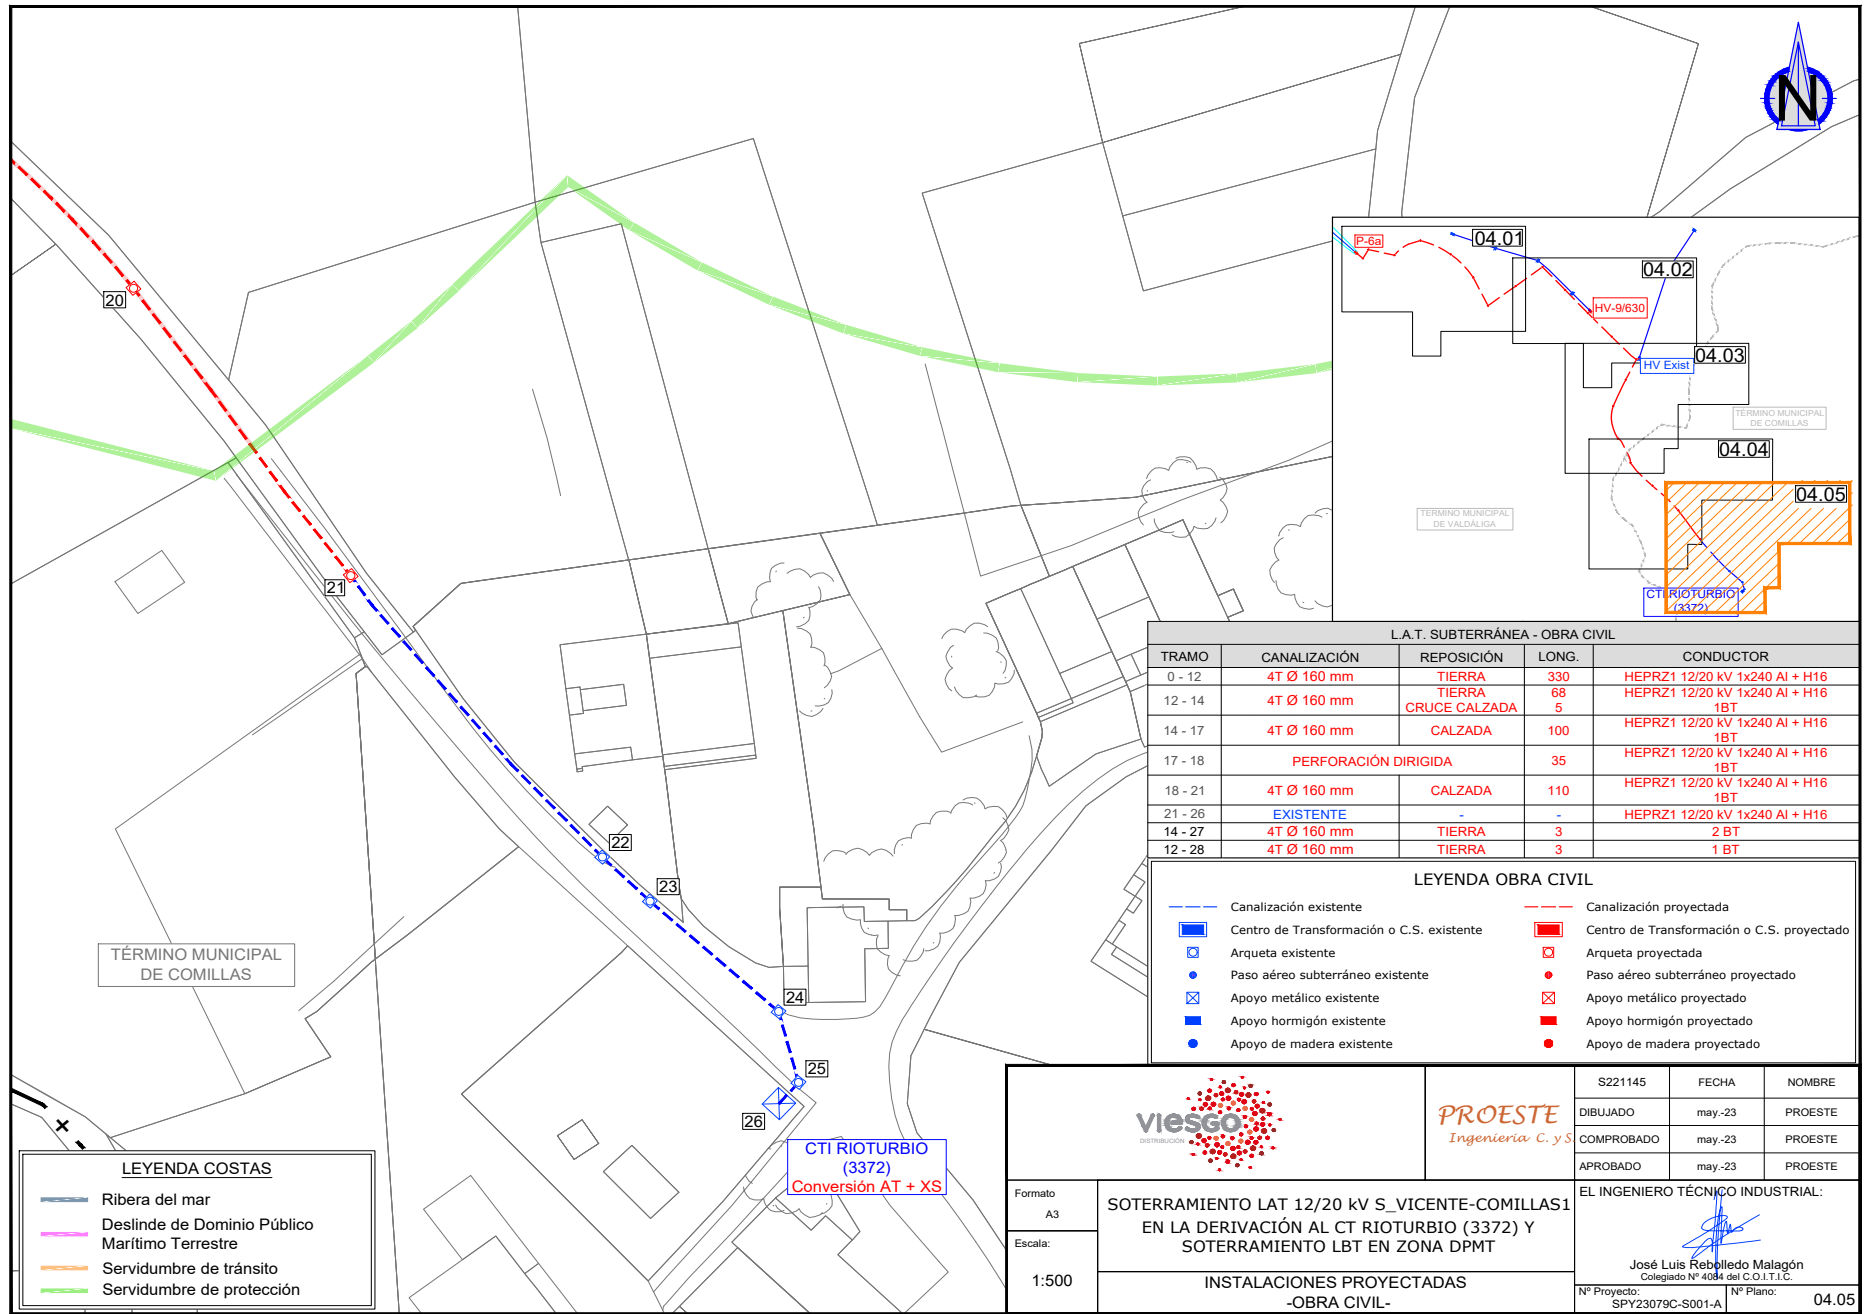 N
20
21
22
23
24
25
26
TÉRMINO MUNICIPAL
DE COMILLAS
CTI RIOTURBIO
(3372)
Conversión AT + XS
P-6a
04.01
04.02
HV-9/630
04.03
HV Exist
TÉRMINO MUNICIPAL
DE COMILLAS
04.04
04.05
TERMINO MUNICIPAL
DE VALDÁLIGA
CTI RIOTURBIO
(3372)
L.A.T. SUBTERRÁNEA - OBRA CIVIL
TRAMO CANALIZACIÓN REPOSICIÓN LONG. CONDUCTOR
0 - 12 4T Ø 160 mm TIERRA 330 HEPRZ1 12/20 kV 1x240 Al + H16
12 - 14 4T Ø 160 mm TIERRA 68 HEPRZ1 12/20 kV 1x240 Al + H16
CRUCE CALZADA 5 1BT
14 - 17 4T Ø 160 mm CALZADA 100 HEPRZ1 12/20 kV 1x240 Al + H16
1BT
17 - 18 PERFORACIÓN DIRIGIDA 35 HEPRZ1 12/20 kV 1x240 Al + H16
1BT
18 - 21 4T Ø 160 mm CALZADA 110 HEPRZ1 12/20 kV 1x240 Al + H16
1BT
21 - 26 EXISTENTE - - HEPRZ1 12/20 kV 1x240 Al + H16
14 - 27 4T Ø 160 mm TIERRA 3 2 BT
12 - 28 4T Ø 160 mm TIERRA 3 1 BT
LEYENDA OBRA CIVIL
Canalización existente Canalización proyectada
Centro de Transformación o C.S. existente Centro de Transformación o C.S. proyectado
Arqueta existente Arqueta proyectada
Paso aéreo subterráneo existente Paso aéreo subterráneo proyectado
Apoyo metálico existente Apoyo metálico proyectado
Apoyo hormigón existente Apoyo hormigón proyectado
Apoyo de madera existente Apoyo de madera proyectado
LEYENDA COSTAS
Ribera del mar
Deslinde de Dominio Público
Marítimo Terrestre
Servidumbre de tránsito
Servidumbre de protección
viesgo
DISTRIBUCIÓN
PROESTE
Ingeniería C. y S.
S221145 FECHA NOMBRE
DIBUJADO may.-23 PROESTE
COMPROBADO may.-23 PROESTE
APROBADO may.-23 PROESTE
Formato
A3
Escala:
1:500
SOTERRAMIENTO LAT 12/20 kV S_VICENTE-COMILLAS1
EN LA DERIVACIÓN AL CT RIOTURBIO (3372) Y
SOTERRAMIENTO LBT EN ZONA DPMT
INSTALACIONES PROYECTADAS
-OBRA CIVIL-
EL INGENIERO TÉCNICO INDUSTRIAL:
José Luis Rebolledo Malagón
Colegiado Nº 4084 del C.O.I.T.I.C.
Nº Proyecto:
SPY23079C-S001-A
Nº Plano:
04.05